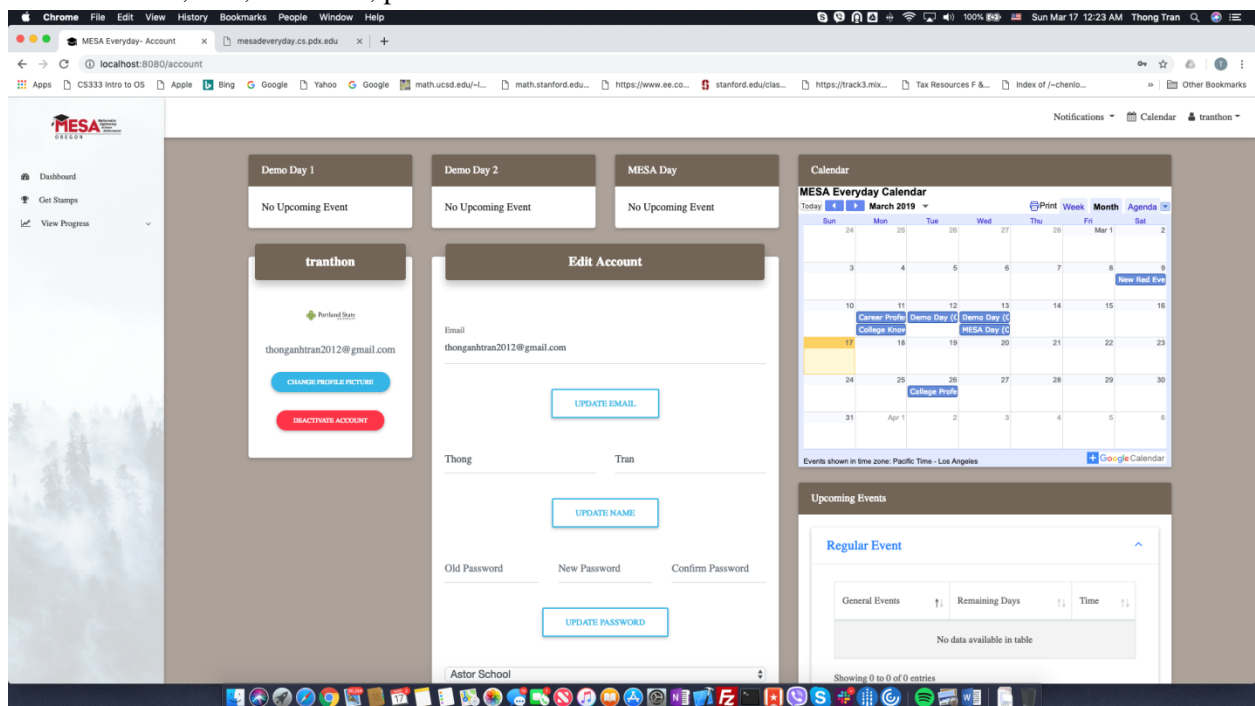 Chrome File Edit View History Bookmarks People Window Help 100% Sun Mar 17 12:23 AM Thong Tran
MESA Everyday- Account mesadeveryday.cs.pdx.edu
localhost:8080/account
Apps CS333 Intro to OS Apple Bing Google Yahoo Google math.ucsd.edu/~l... math.stanford.edu... https://www.ee.co... stanford.edu/clas... https://track3.mix... Tax Resources F &... Index of /~chenlo... » Other Bookmarks
MESA
OREGON
Notifications Calendar tranthon
Dashboard
Get Stamps
View Progress
Demo Day 1
No Upcoming Event
Demo Day 2
No Upcoming Event
MESA Day
No Upcoming Event
tranthon
Portland State
thonganhtran2012@gmail.com
CHANGE PROFILE PICTURE
DEACTIVATE ACCOUNT
Edit Account
Email
thonganhtran2012@gmail.com
UPDATE EMAIL
Thong Tran
UPDATE NAME
Old Password New Password Confirm Password
UPDATE PASSWORD
Astor School
Calendar
MESA Everyday Calendar
Today March 2019 Print Week Month Agenda
Sun Mon Tue Wed Thu Fri Sat
24 25 26 27 28 Mar 1 2
3 4 5 6 7 8 9
New Red Eve
10 11 12 13 14 15 16
Career Profe Demo Day (C Demo Day (C
College Know MESA Day (C
17 18 19 20 21 22 23
24 25 26 27 28 29 30
College Profe
31 Apr 1 2 3 4 5 6
Events shown in time zone: Pacific Time - Los Angeles + Google Calendar
Upcoming Events
Regular Event
General Events Remaining Days Time
No data available in table
Showing 0 to 0 of 0 entries